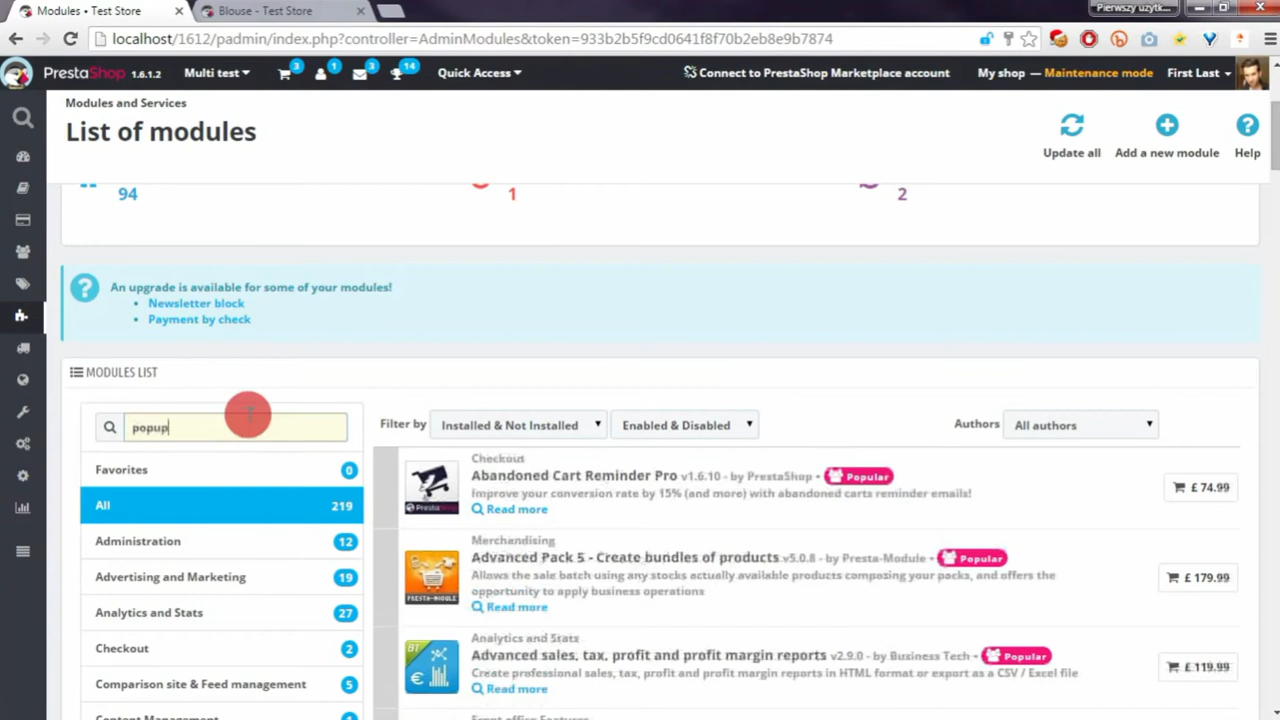 Modules • Test Store
Blouse - Test Store
Pierwszy użytk...
localhost/1612/padmin/index.php?controller=AdminModules&token=933b2b5f9cd0641f8f70b2eb8e9b7874
PrestaShop 1.6.1.2
Multi test
3
1
3
14
Quick Access
Connect to PrestaShop Marketplace account
My shop — Maintenance mode
First Last
Modules and Services
List of modules
Update all
Add a new module
Help
94
1
2
An upgrade is available for some of your modules!
• Newsletter block
• Payment by check
MODULES LIST
popup
Filter by
Installed & Not Installed
Enabled & Disabled
Authors
All authors
Favorites 0
All 219
Administration 12
Advertising and Marketing 19
Analytics and Stats 27
Checkout 2
Comparison site & Feed management 5
Content Management 1
Checkout
Abandoned Cart Reminder Pro v1.6.10 - by PrestaShop • Popular
Improve your conversion rate by 15% (and more) with abandoned carts reminder emails!
Read more
£ 74.99
PrestaShop
Merchandising
Advanced Pack 5 - Create bundles of products v5.0.8 - by Presta-Module • Popular
Allows the sale batch using any stocks actually available products composing your packs, and offers the
opportunity to apply business operations
Read more
£ 179.99
PRESTA-MODULE
Analytics and Stats
Advanced sales, tax, profit and profit margin reports v2.9.0 - by Business Tech • Popular
Create professional sales, tax, profit and profit margin reports in HTML format or export as a CSV / Excel file
Read more
£ 119.99
BT
€
Front office Features